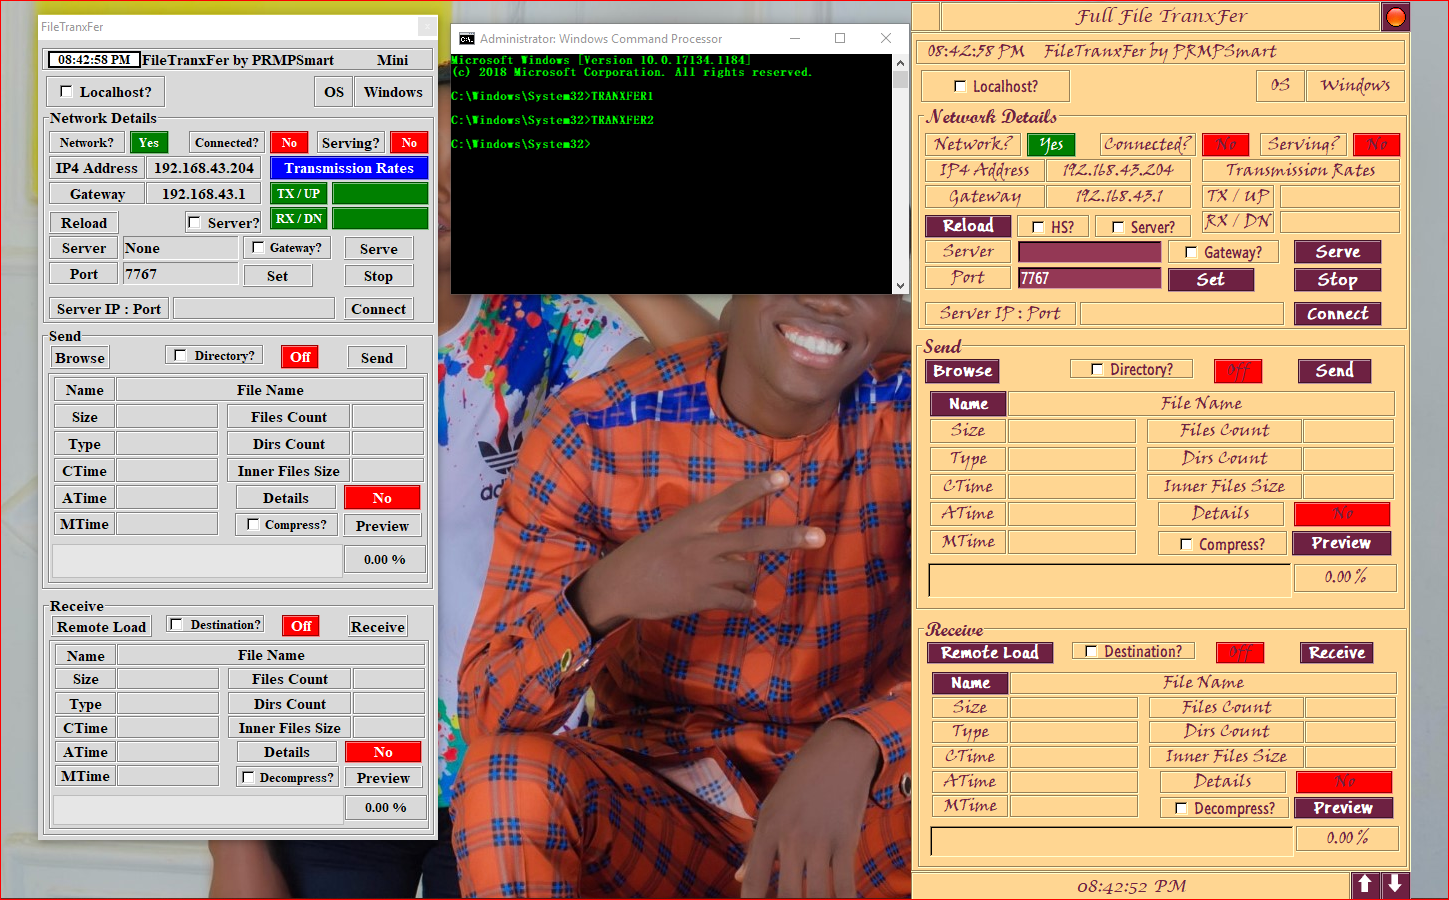 FileTranxFer
08:42:58 PM FileTranxFer by PRMPSmart Mini
Localhost? OS Windows
Network Details
Network? Yes Connected? No Serving? No
IP4 Address 192.168.43.204 Transmission Rates
Gateway 192.168.43.1 TX / UP
Reload Server? RX / DN
Server None Gateway? Serve
Port 7767 Set Stop
Server IP : Port Connect
Send
Browse Directory? Off Send
Name File Name
Size Files Count
Type Dirs Count
CTime Inner Files Size
ATime Details No
MTime Compress? Preview
0.00 %
Receive
Remote Load Destination? Off Receive
Name File Name
Size Files Count
Type Dirs Count
CTime Inner Files Size
ATime Details No
MTime Decompress? Preview
0.00 %
Administrator: Windows Command Processor
Microsoft Windows [Version 10.0.17134.1184]
(c) 2018 Microsoft Corporation. All rights reserved.
C:\Windows\System32>TRANXFER1
C:\Windows\System32>TRANXFER2
C:\Windows\System32>
adi
Full File TranxFer
08:42:58 PM FileTranxFer by PRMPSmart
Localhost? OS Windows
Network Details
Network? Yes Connected? No Serving? No
IP4 Address 192.168.43.204 Transmission Rates
Gateway 192.168.43.1 TX / UP
Reload HS? Server? RX / DN
Server Gateway? Serve
Port 7767 Set Stop
Server IP : Port Connect
Send
Browse Directory? Off Send
Name File Name
Size Files Count
Type Dirs Count
CTime Inner Files Size
ATime Details No
MTime Compress? Preview
0.00 %
Receive
Remote Load Destination? Off Receive
Name File Name
Size Files Count
Type Dirs Count
CTime Inner Files Size
ATime Details No
MTime Decompress? Preview
0.00 %
08:42:52 PM